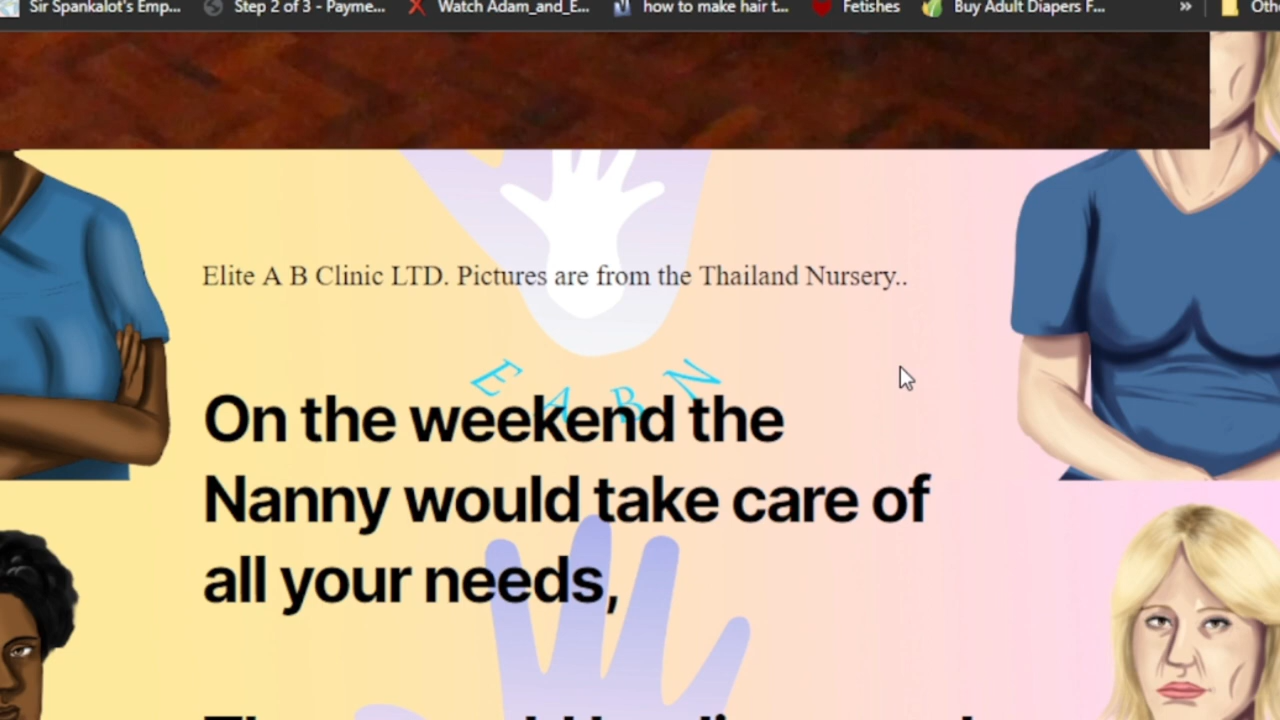 Sir Spankalot's Emp...
Step 2 of 3 - Payme...
Watch Adam_and_E...
how to make hair t...
Fetishes
Buy Adult Diapers F...
»
Elite A B Clinic LTD. Pictures are from the Thailand Nursery..
E A B N
On the weekend the
Nanny would take care of
all your needs,